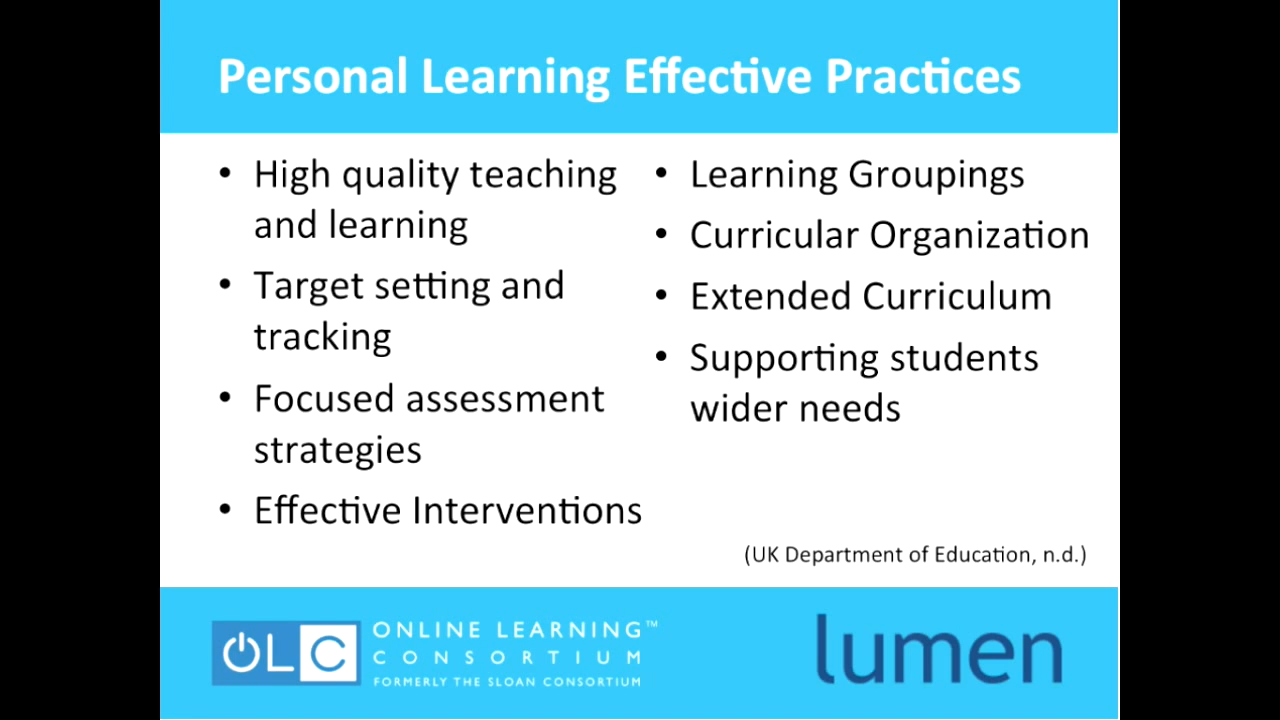 Personal Learning Effective Practices
• High quality teaching
and learning
• Target setting and
tracking
• Focused assessment
strategies
• Effective Interventions
• Learning Groupings
• Curricular Organization
• Extended Curriculum
• Supporting students
wider needs
(UK Department of Education, n.d.)
OLC
ONLINE LEARNING™
CONSORTIUM
FORMERLY THE SLOAN CONSORTIUM
lumen